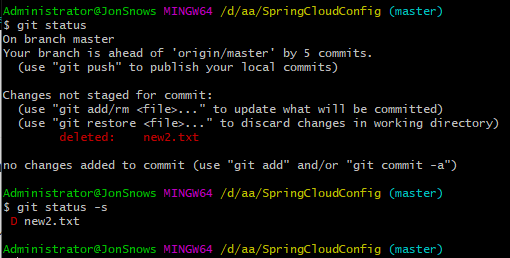 Administrator@JonSnows MINGW64 /d/aa/SpringCloudConfig (master)
$ git status
On branch master
Your branch is ahead of 'origin/master' by 5 commits.
  (use "git push" to publish your local commits)

Changes not staged for commit:
  (use "git add/rm <file>..." to update what will be committed)
  (use "git restore <file>..." to discard changes in working directory)
        deleted:    new2.txt

no changes added to commit (use "git add" and/or "git commit -a")

Administrator@JonSnows MINGW64 /d/aa/SpringCloudConfig (master)
$ git status -s
 D new2.txt

Administrator@JonSnows MINGW64 /d/aa/SpringCloudConfig (master)